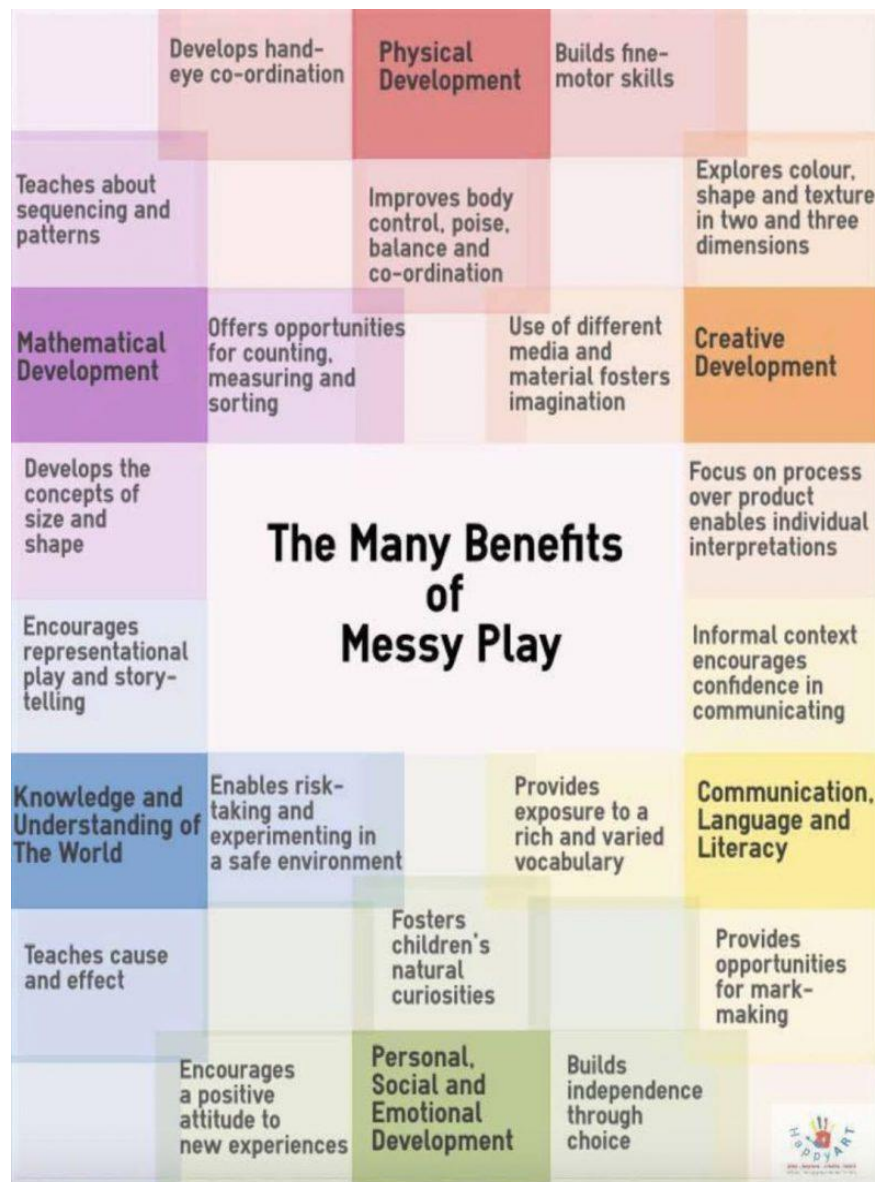 Develops hand-
eye co-ordination
Physical
Development
Builds fine-
motor skills
Teaches about
sequencing and
patterns
Improves body
control, poise,
balance and
co-ordination
Explores colour,
shape and texture
in two and three
dimensions
Mathematical
Development
Offers opportunities
for counting,
measuring and
sorting
Use of different
media and
material fosters
imagination
Creative
Development
Develops the
concepts of
size and
shape
The Many Benefits
of
Messy Play
Focus on process
over product
enables individual
interpretations
Encourages
representational
play and story-
telling
Informal context
encourages
confidence in
communicating
Knowledge and
Understanding of
The World
Enables risk-
taking and
experimenting in
a safe environment
Provides
exposure to a
rich and varied
vocabulary
Communication,
Language and
Literacy
Teaches cause
and effect
Fosters
children's
natural
curiosities
Provides
opportunities
for mark-
making
Encourages
a positive
attitude to
new experiences
Personal,
Social and
Emotional
Development
Builds
independence
through
choice
HappyART